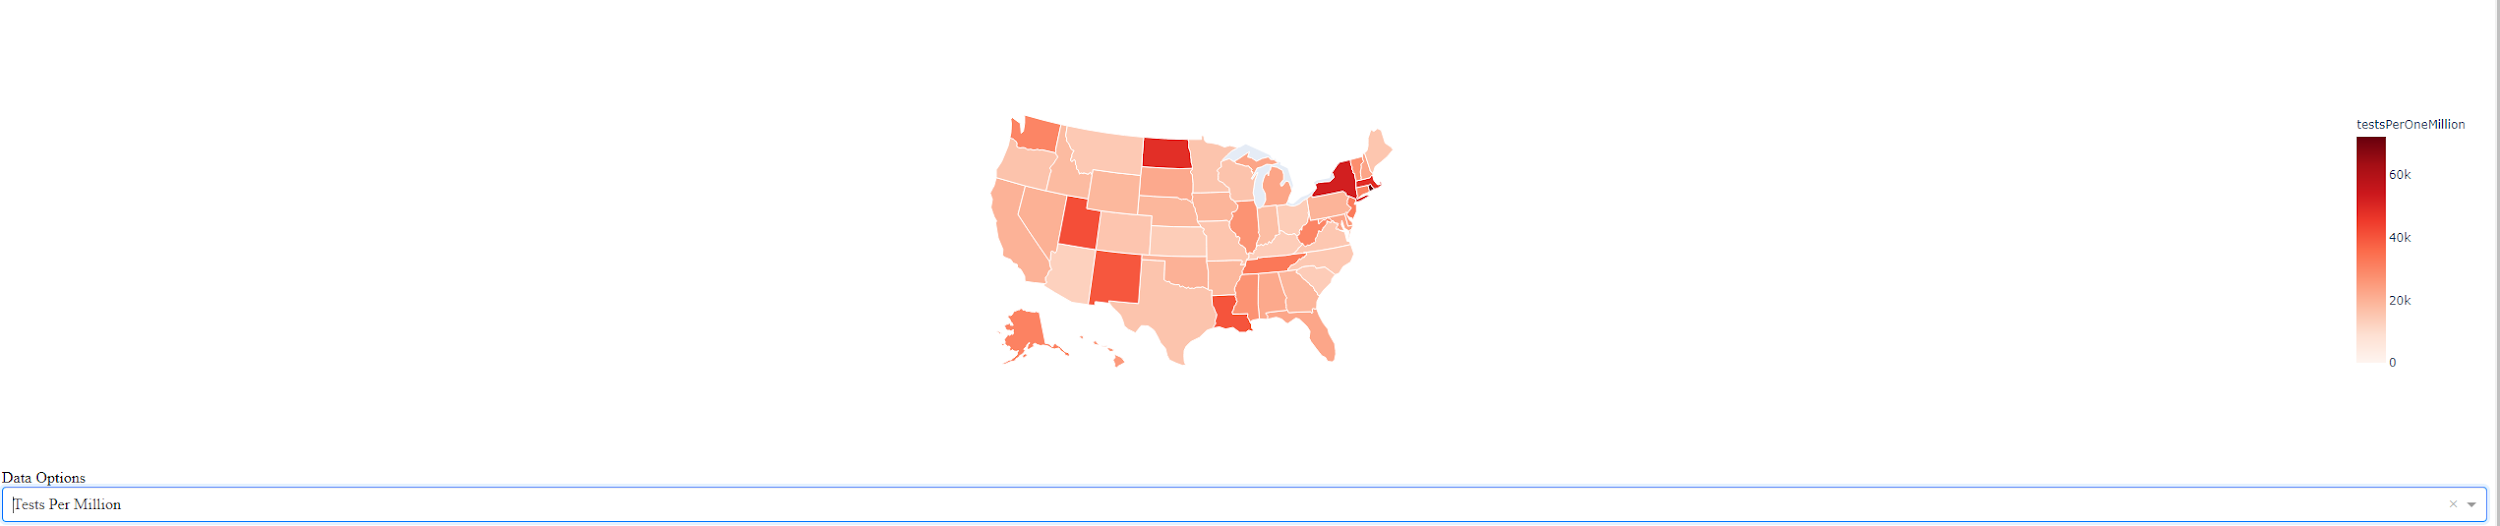 testsPerOneMillion
60k
40k
20k
0
Data Options
Tests Per Million